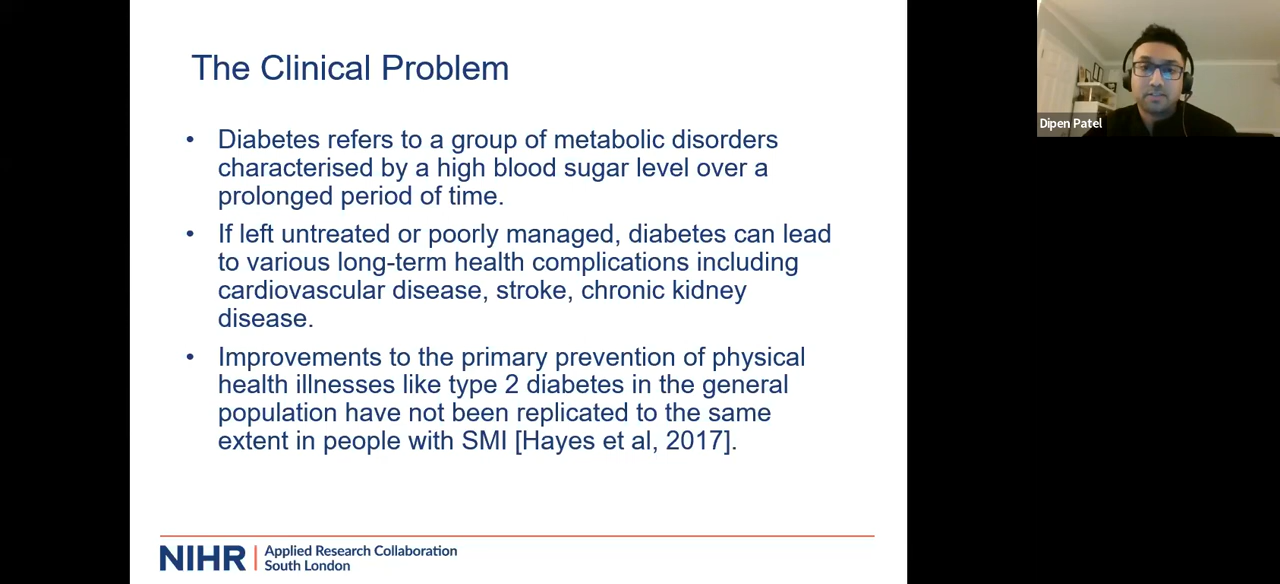 The Clinical Problem
• Diabetes refers to a group of metabolic disorders
characterised by a high blood sugar level over a
prolonged period of time.
• If left untreated or poorly managed, diabetes can lead
to various long-term health complications including
cardiovascular disease, stroke, chronic kidney
disease.
• Improvements to the primary prevention of physical
health illnesses like type 2 diabetes in the general
population have not been replicated to the same
extent in people with SMI [Hayes et al, 2017].
NIHR | Applied Research Collaboration
South London
Dipen Patel